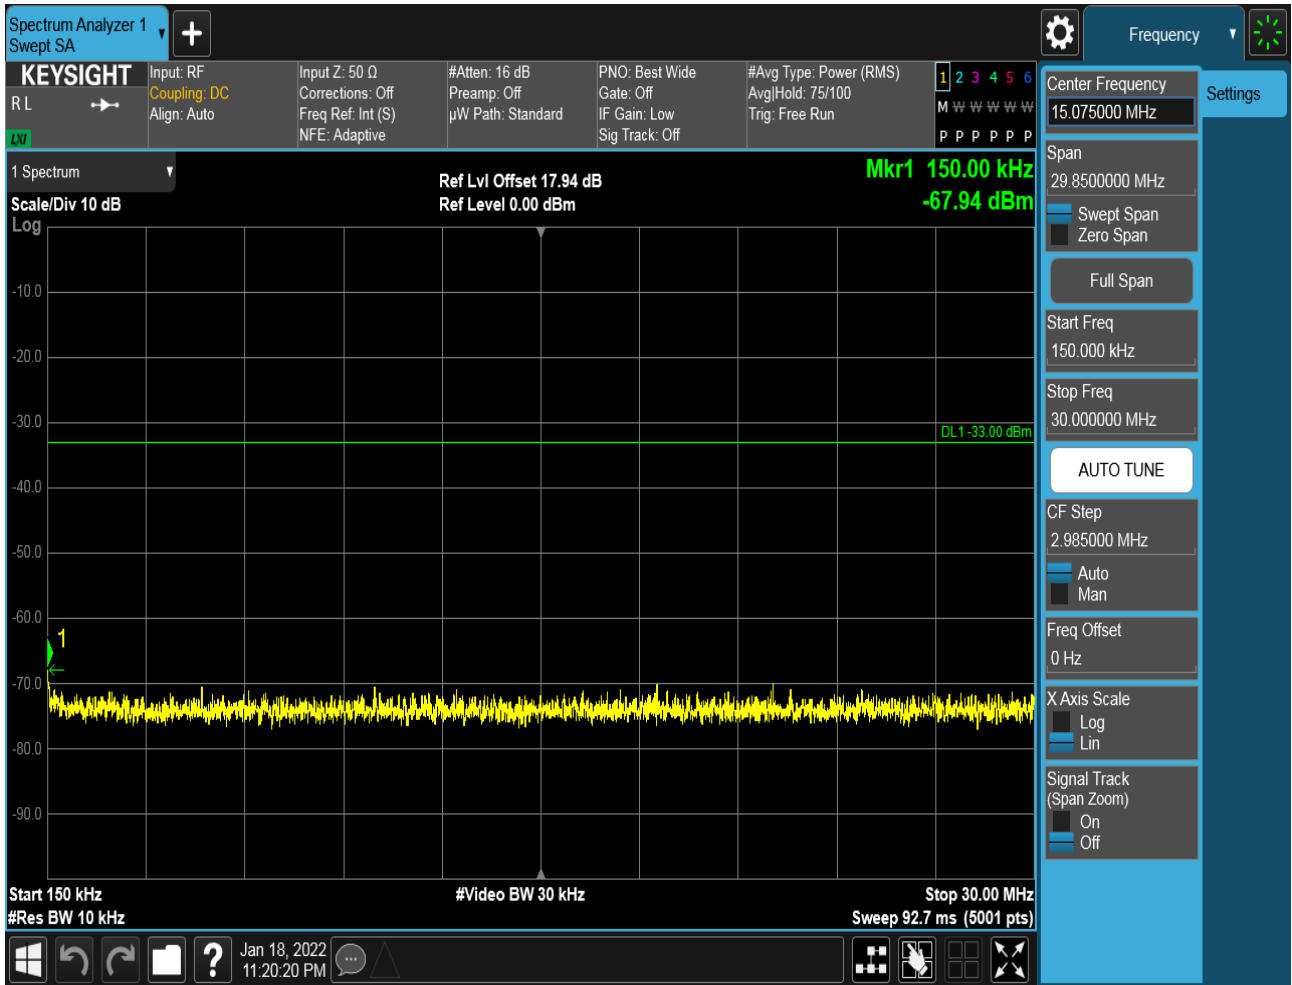 Spectrum Analyzer 1
Swept SA
Frequency
KEYSIGHT
R L
LXI
Input: RF
Coupling: DC
Align: Auto
Input Z: 50 Ω
Corrections: Off
Freq Ref: Int (S)
NFE: Adaptive
#Atten: 16 dB
Preamp: Off
µW Path: Standard
PNO: Best Wide
Gate: Off
IF Gain: Low
Sig Track: Off
#Avg Type: Power (RMS)
Avg|Hold: 75/100
Trig: Free Run
1 2 3 4 5 6
M W W W W W
P P P P P P
1 Spectrum
Scale/Div 10 dB
Log
Ref Lvl Offset 17.94 dB
Ref Level 0.00 dBm
Mkr1 150.00 kHz
-67.94 dBm
-10.0
-20.0
-30.0
DL1 -33.00 dBm
-40.0
-50.0
-60.0
1
-70.0
-80.0
-90.0
Start 150 kHz
#Res BW 10 kHz
#Video BW 30 kHz
Stop 30.00 MHz
Sweep 92.7 ms (5001 pts)
Center Frequency
15.075000 MHz
Settings
Span
29.8500000 MHz
Swept Span
Zero Span
Full Span
Start Freq
150.000 kHz
Stop Freq
30.000000 MHz
AUTO TUNE
CF Step
2.985000 MHz
Auto
Man
Freq Offset
0 Hz
X Axis Scale
Log
Lin
Signal Track
(Span Zoom)
On
Off
?
Jan 18, 2022
11:20:20 PM